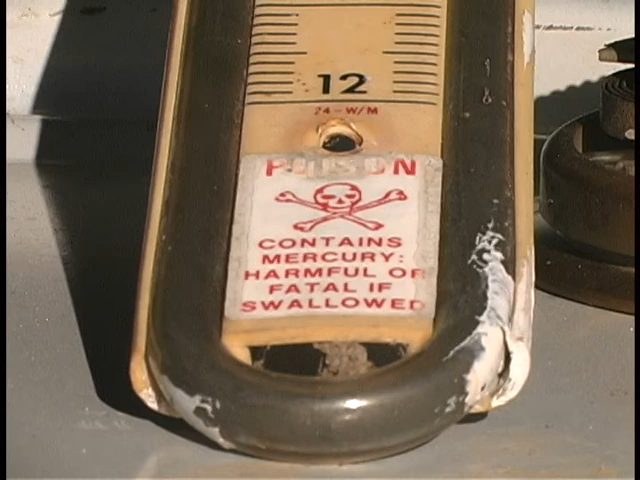 12
24-W/M
POISON
CONTAINS
MERCURY:
HARMFUL OR
FATAL IF
SWALLOWED